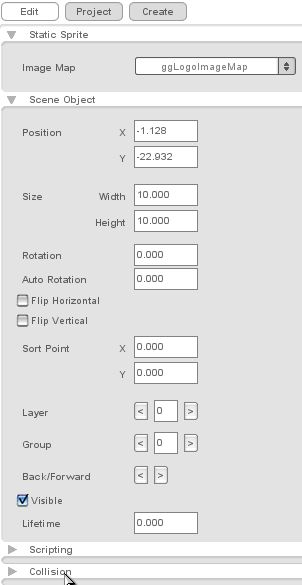 Edit Project Create
Static Sprite
Image Map ggLogoImageMap
Scene Object
Position X -1.128
Y -22.932
Size Width 10.000
Height 10.000
Rotation 0.000
Auto Rotation 0.000
Flip Horizontal
Flip Vertical
Sort Point X 0.000
Y 0.000
Layer < 0 >
Group < 0 >
Back/Forward < >
Visible
Lifetime 0.000
Scripting
Collision